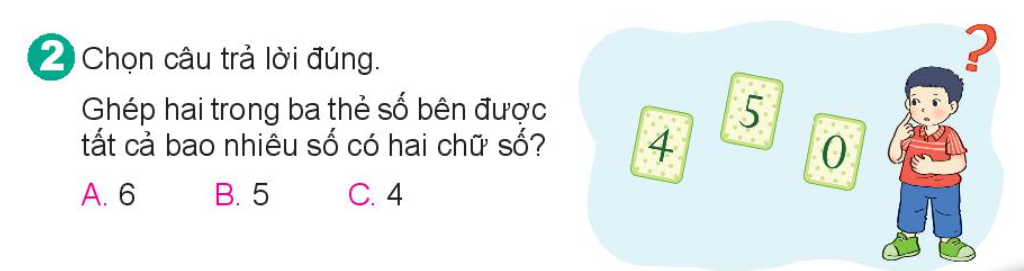 2 Chọn câu trả lời đúng.
Ghép hai trong ba thẻ số bên được
tất cả bao nhiêu số có hai chữ số?
A. 6 B. 5 C. 4
4 5 0
?